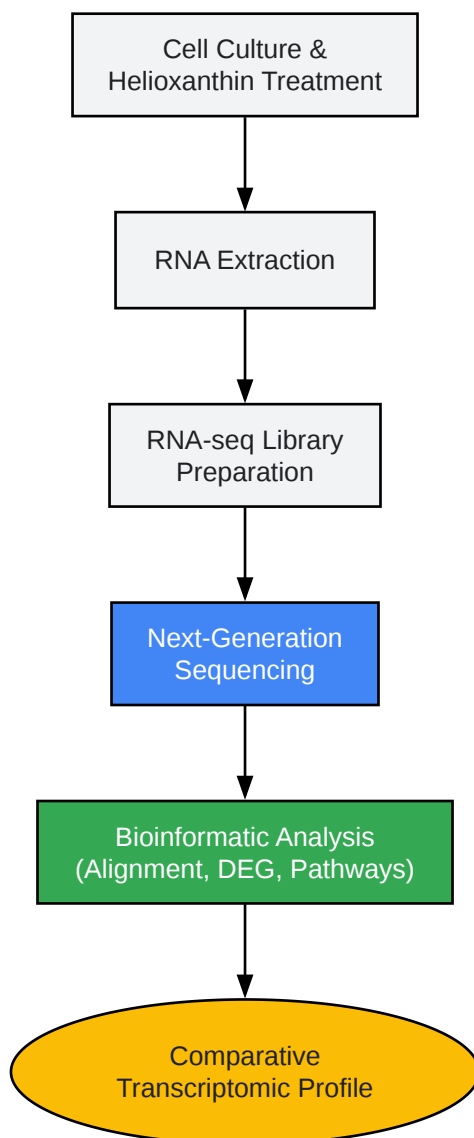 Cell Culture &
Helioxanthin Treatment
RNA Extraction
RNA-seq Library
Preparation
Next-Generation
Sequencing
Bioinformatic Analysis
(Alignment, DEG, Pathways)
Comparative
Transcriptomic Profile